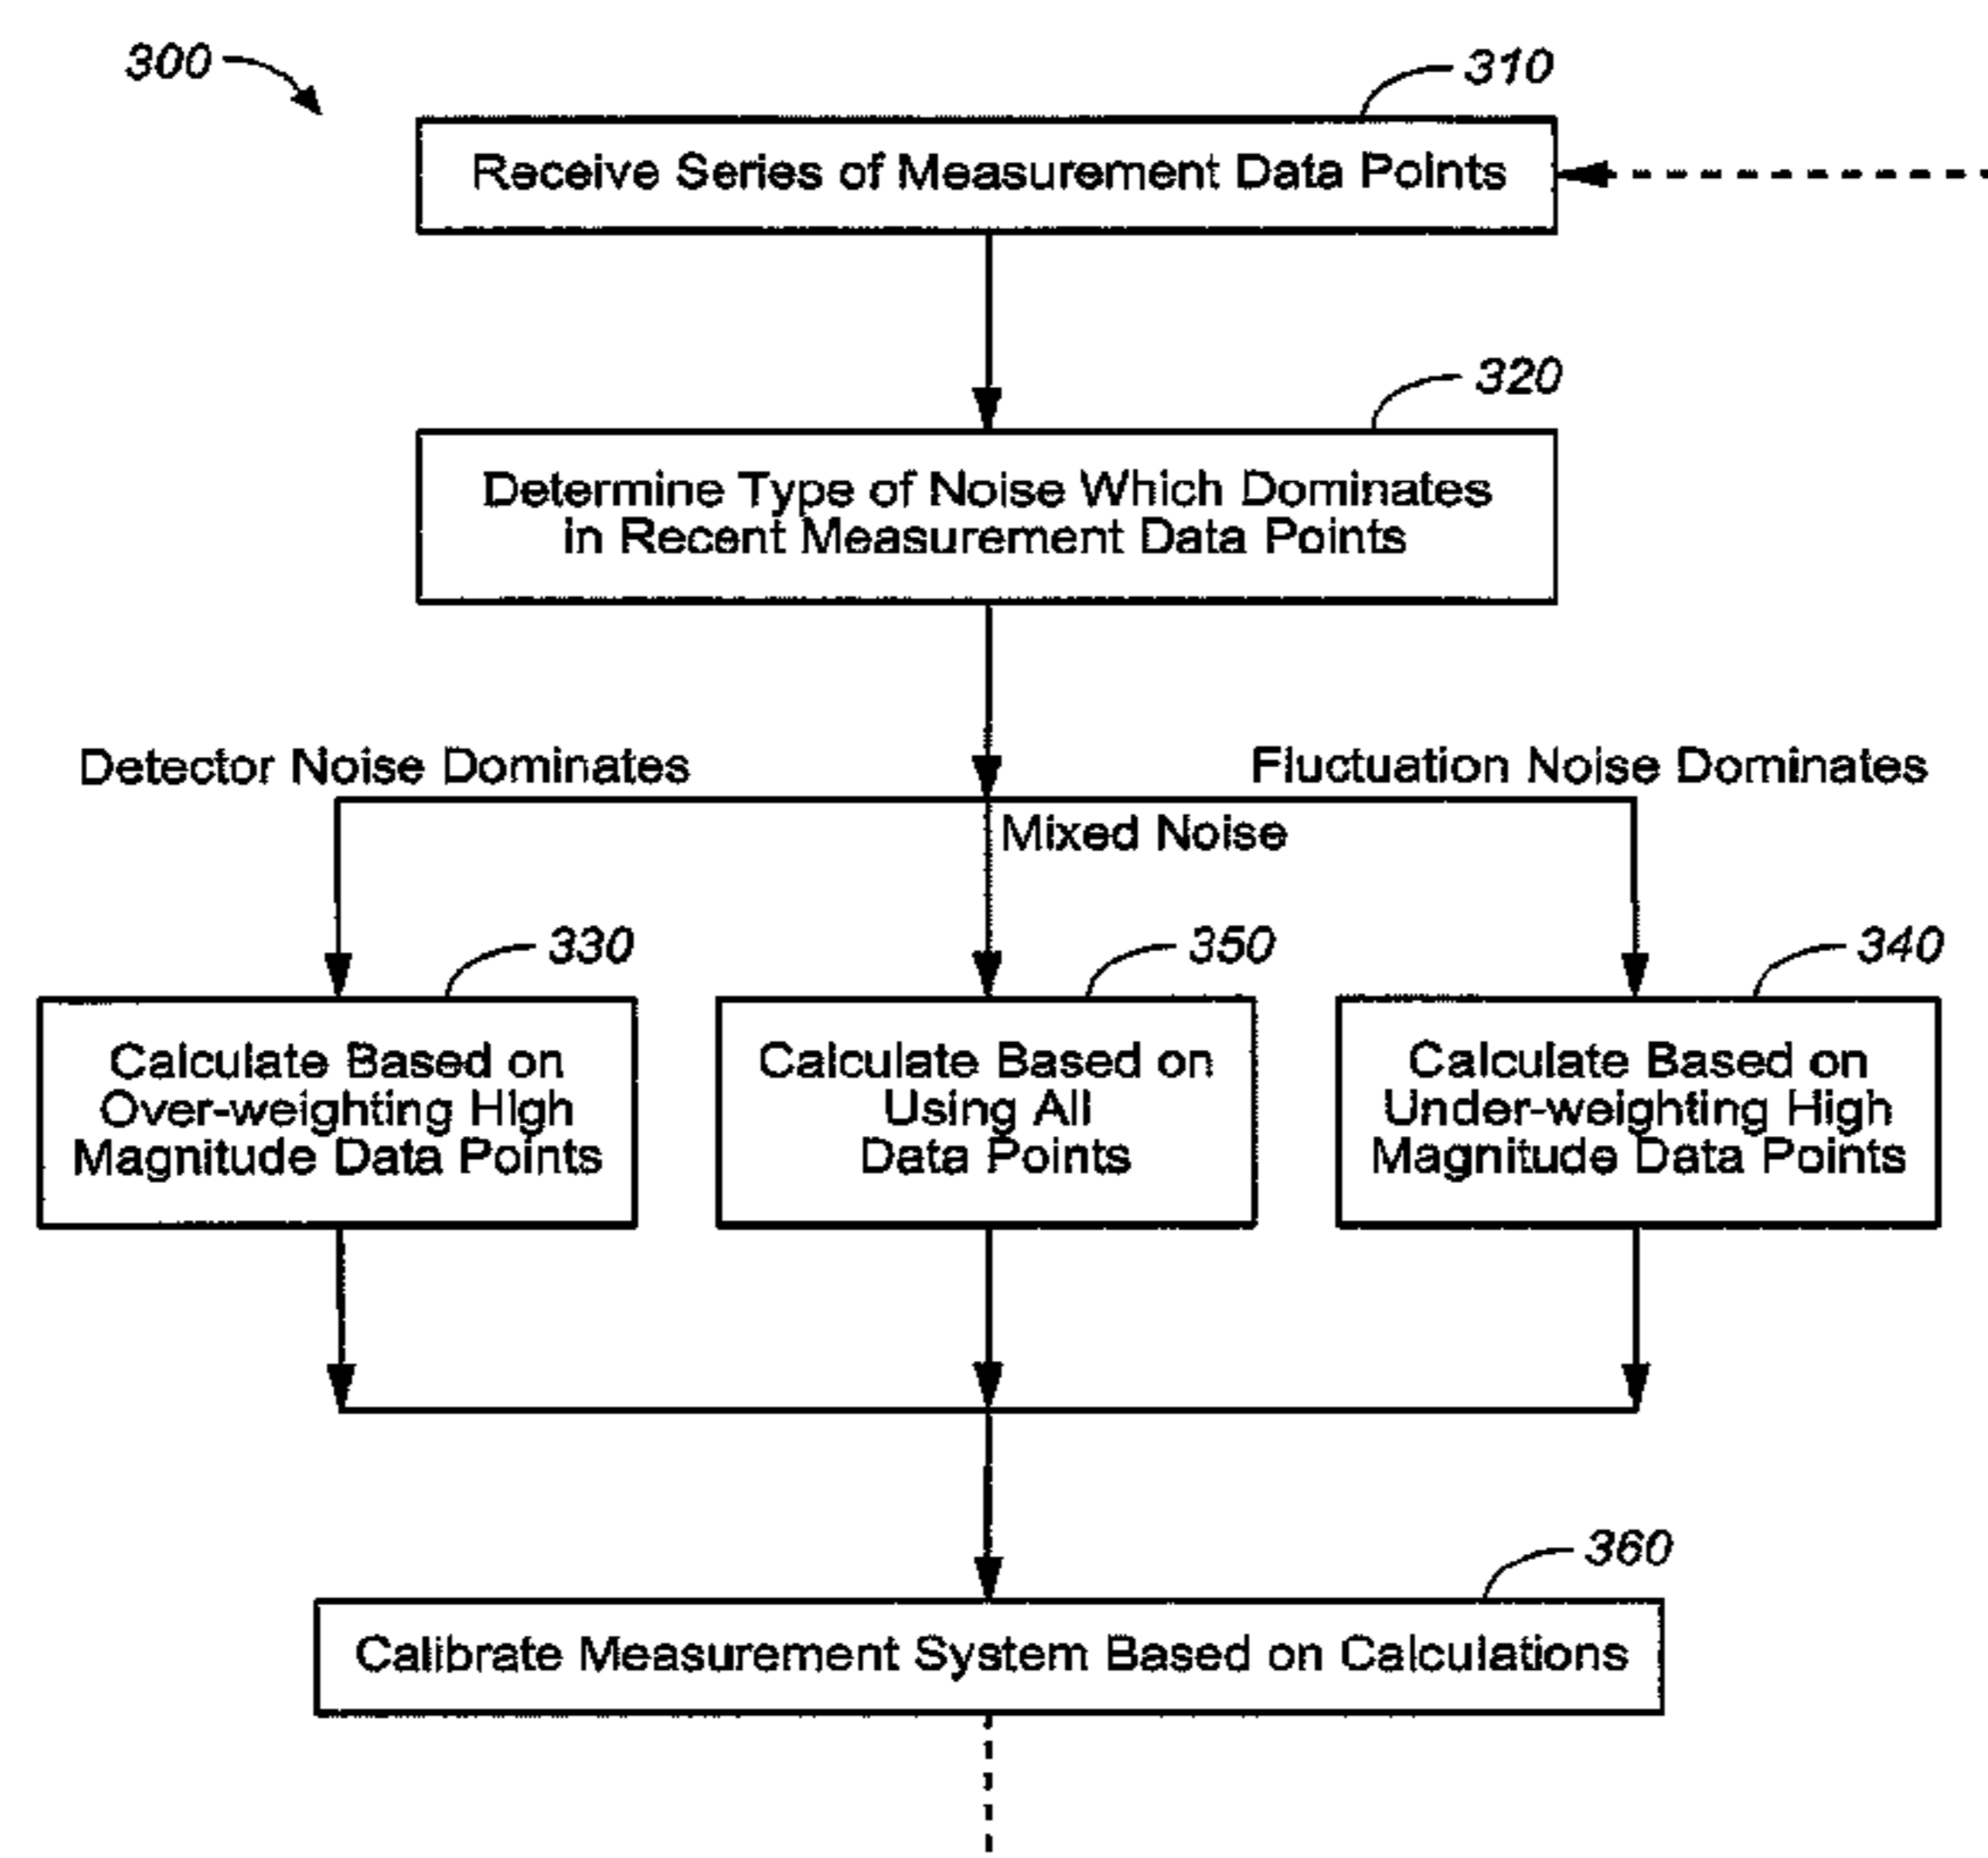 300
310
Receive Series of Measurement Data Points
320
Determine Type of Noise Which Dominates
in Recent Measurement Data Points
Detector Noise Dominates
Fluctuation Noise Dominates
Mixed Noise
330
350
340
Calculate Based on
Over-weighting High
Magnitude Data Points
Calculate Based on
Using All
Data Points
Calculate Based on
Under-weighting High
Magnitude Data Points
360
Calibrate Measurement System Based on Calculations